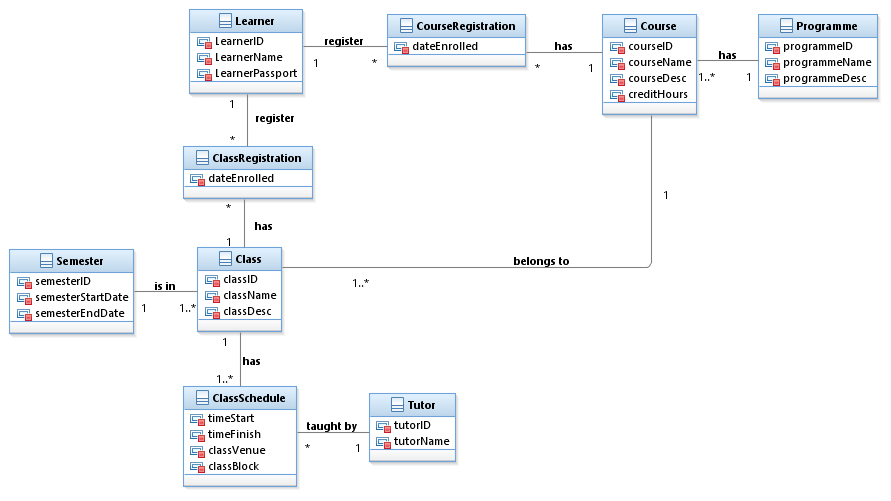 Learner
LearnerID
LearnerName
LearnerPassport
register
1
*
CourseRegistration
dateEnrolled
has
*
1
Course
courseID
courseName
courseDesc
creditHours
has
1..*
1
Programme
programmeID
programmeName
programmeDesc
1
register
*
ClassRegistration
dateEnrolled
*
has
1
1
belongs to
1..*
Semester
semesterID
semesterStartDate
semesterEndDate
is in
1
1..*
Class
classID
className
classDesc
1
has
1..*
ClassSchedule
timeStart
timeFinish
classVenue
classBlock
taught by
*
1
Tutor
tutorID
tutorName